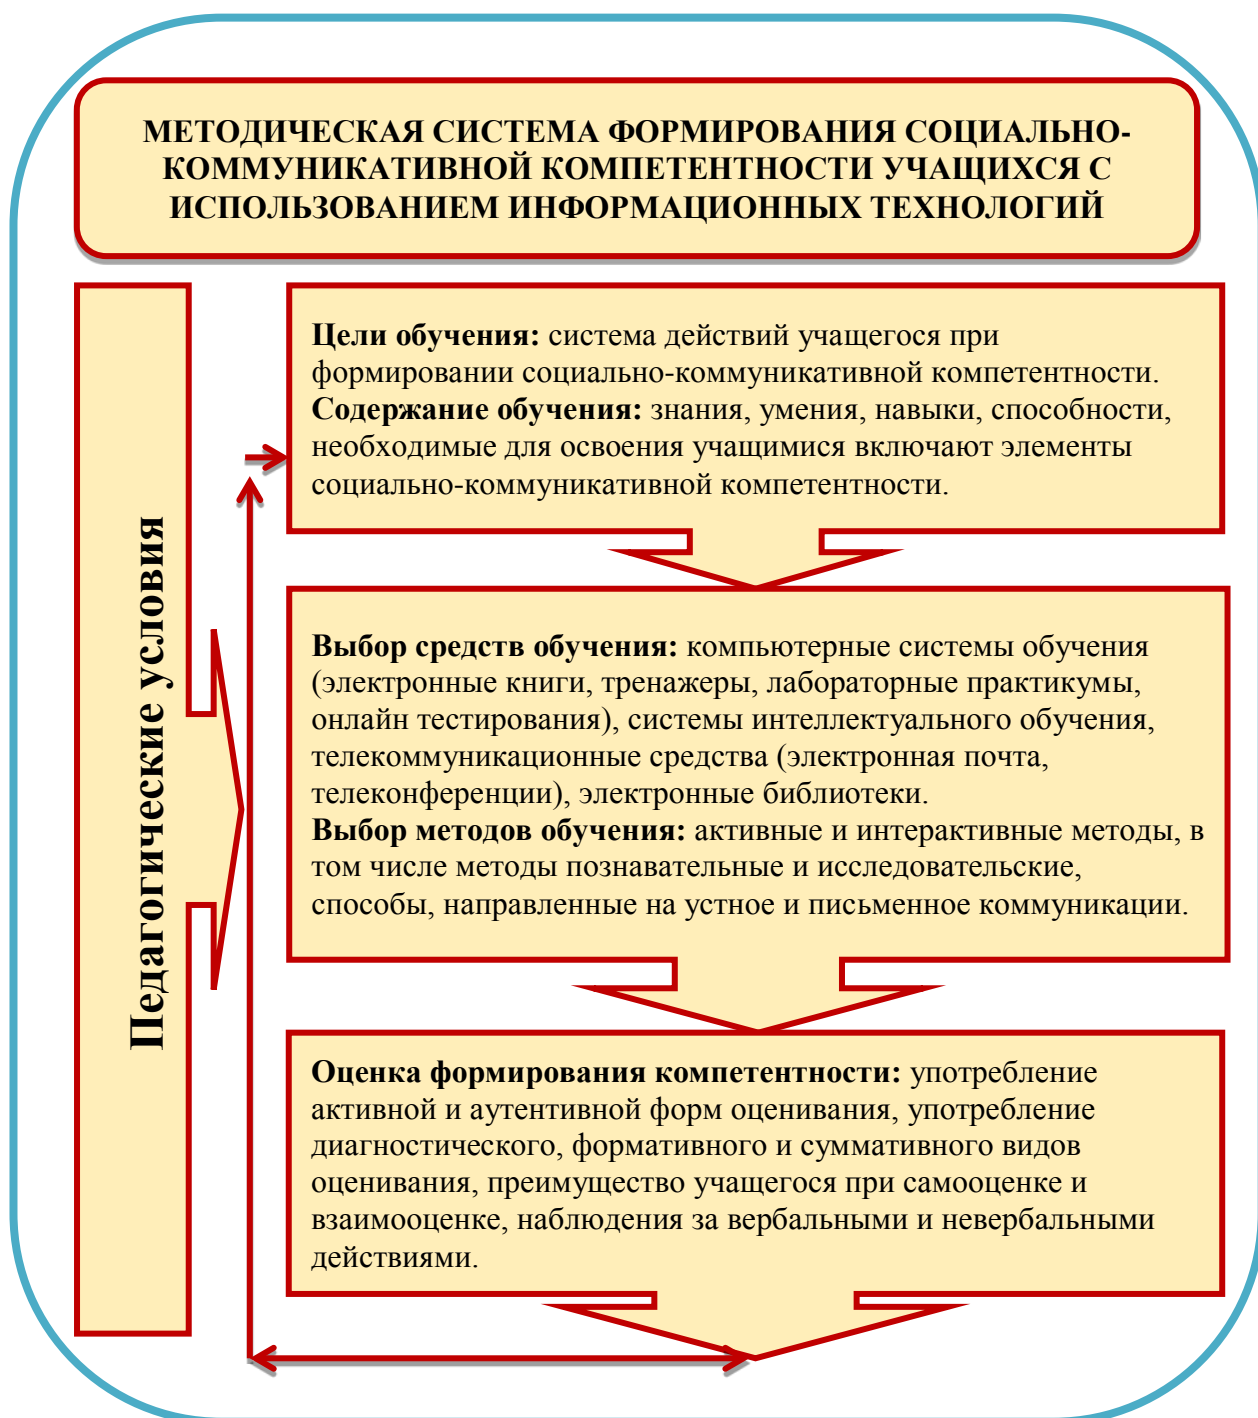 МЕТОДИЧЕСКАЯ СИСТЕМА ФОРМИРОВАНИЯ СОЦИАЛЬНО-
КОММУНИКАТИВНОЙ КОМПЕТЕНТНОСТИ УЧАЩИХСЯ С
ИСПОЛЬЗОВАНИЕМ ИНФОРМАЦИОННЫХ ТЕХНОЛОГИЙ
Педагогические условия
Цели обучения: система действий учащегося при
формировании социально-коммуникативной компетентности.
Содержание обучения: знания, умения, навыки, способности,
необходимые для освоения учащимися включают элементы
социально-коммуникативной компетентности.
Выбор средств обучения: компьютерные системы обучения
(электронные книги, тренажеры, лабораторные практикумы,
онлайн тестирования), системы интеллектуального обучения,
телекоммуникационные средства (электронная почта,
телеконференции), электронные библиотеки.
Выбор методов обучения: активные и интерактивные методы, в
том числе методы познавательные и исследовательские,
способы, направленные на устное и письменное коммуникации.
Оценка формирования компетентности: употребление
активной и аутентивной форм оценивания, употребление
диагностического, формативного и суммативного видов
оценивания, преимущество учащегося при самооценке и
взаимооценке, наблюдения за вербальными и невербальными
действиями.